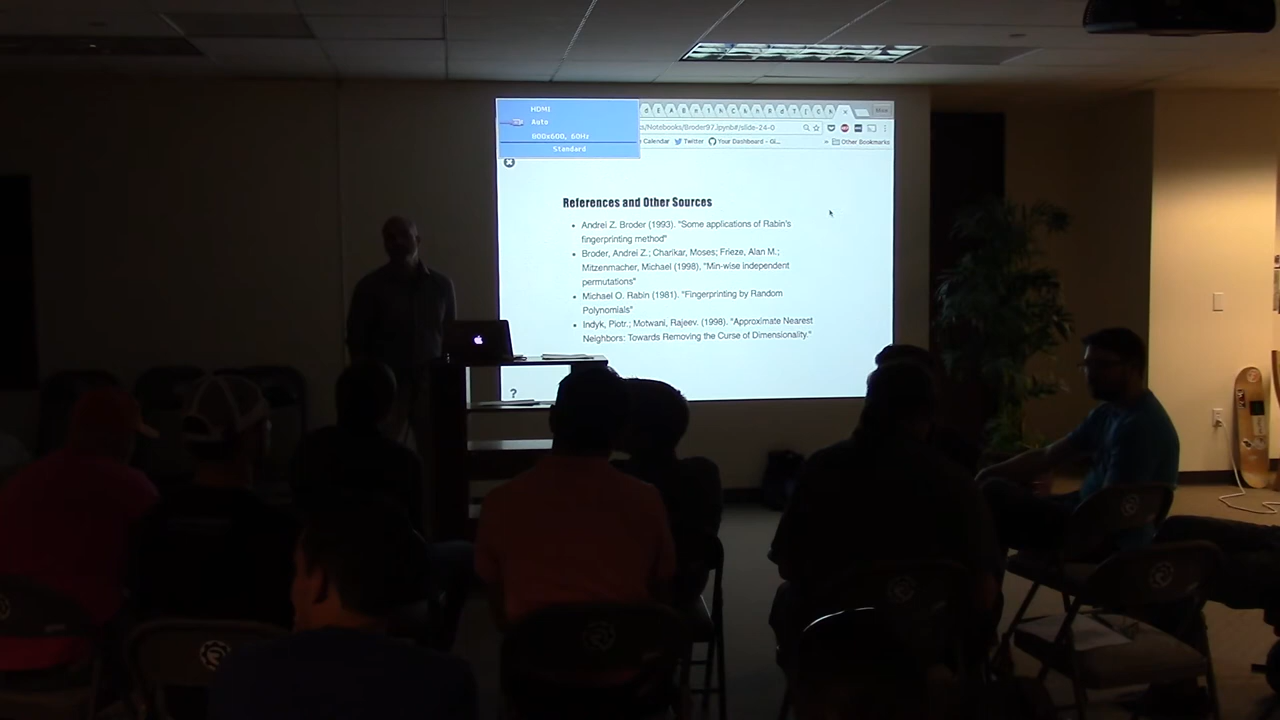 HDMI
Auto
800x600, 60Hz
Standard
/Notebooks/Broder97.ipynb#/slide-24-0
Calendar Twitter Your Dashboard - Gi...
» Other Bookmarks
References and Other Sources
• Andrei Z. Broder (1993). "Some applications of Rabin's
fingerprinting method"
• Broder, Andrei Z.; Charikar, Moses; Frieze, Alan M.;
Mitzenmacher, Michael (1998), "Min-wise independent
permutations"
• Michael O. Rabin (1981). "Fingerprinting by Random
Polynomials"
• Indyk, Piotr.; Motwani, Rajeev. (1998). "Approximate Nearest
Neighbors: Towards Removing the Curse of Dimensionality."
?